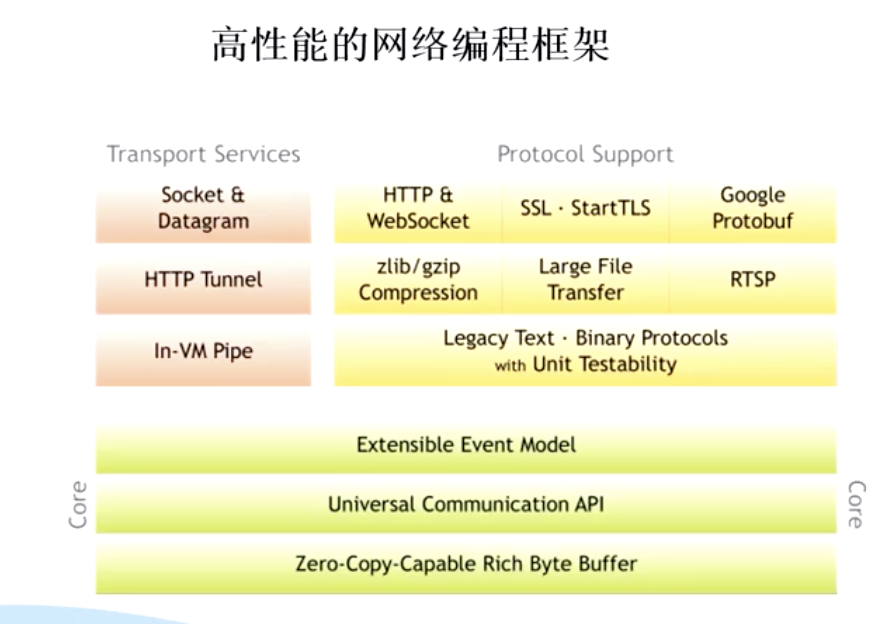 高性能的网络编程框架
Transport Services
Protocol Support
Socket &
Datagram
HTTP &
WebSocket
SSL · StartTLS
Google
Protobuf
HTTP Tunnel
zlib/gzip
Compression
Large File
Transfer
RTSP
In-VM Pipe
Legacy Text · Binary Protocols
with Unit Testability
Extensible Event Model
Core
Universal Communication API
Core
Zero-Copy-Capable Rich Byte Buffer